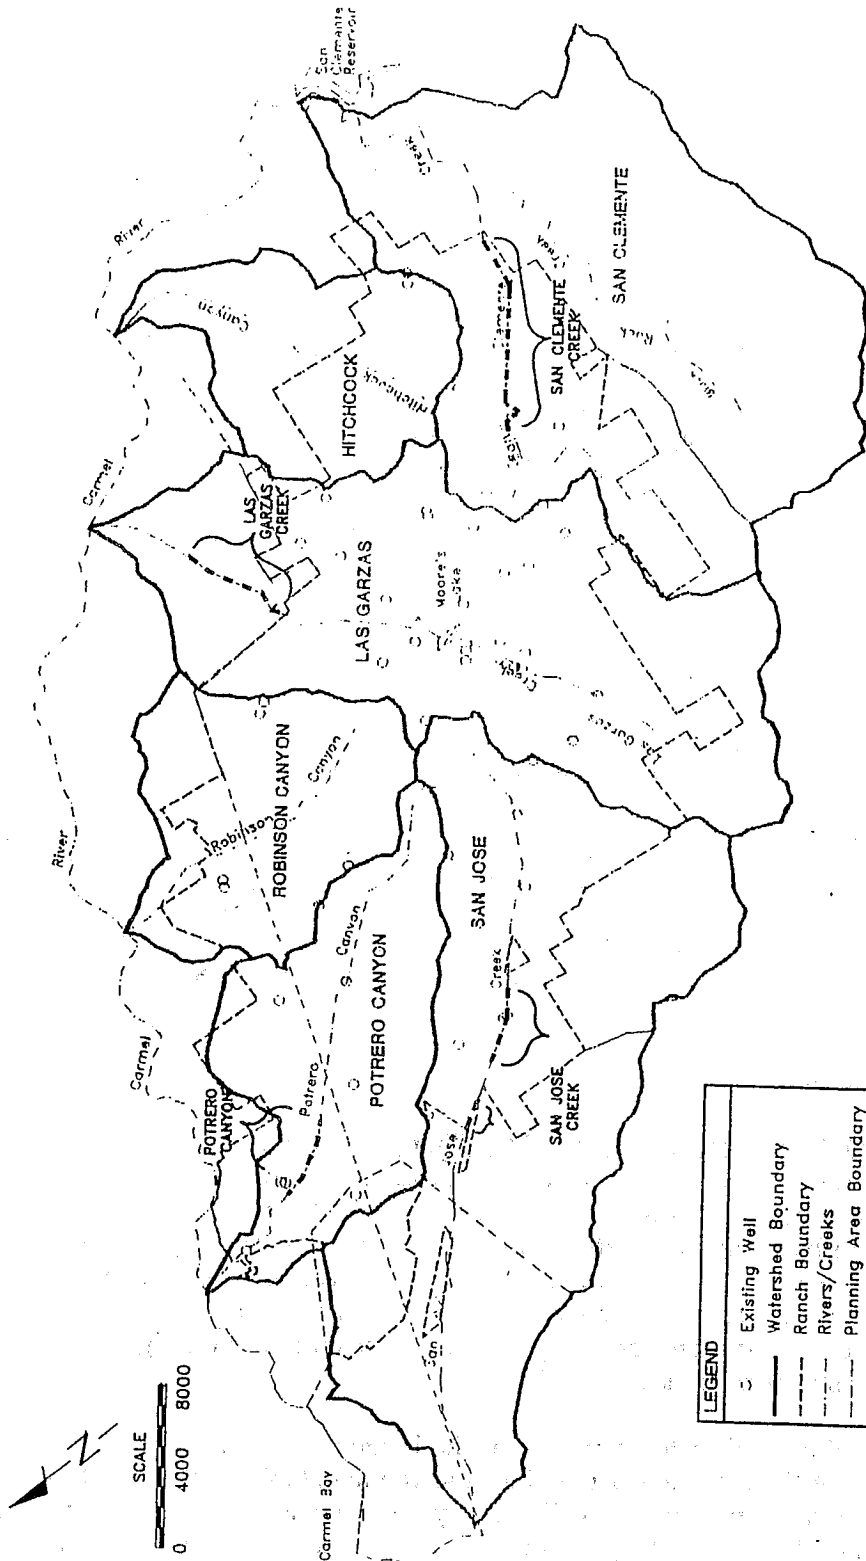 N
SCALE
0 4000 8000
Carmel Bay
River
Carmel
River
Carmel
San
Clemente
Reservoir
POTRERO
CANYON
Potrero
Canyon
POTRERO CANYON
Robinson
Canyon
ROBINSON CANYON
LAS
GARZAS
CREEK
LAS GARZAS
Moore's
Lake
Creek
Garzas
Canyon
Hitchcock
HITCHCOCK
Creek
Clemente
SAN CLEMENTE
CREEK
Creek
Rock
SAN CLEMENTE
San
Jose
Creek
SAN JOSE
SAN JOSE
CREEK
LEGEND
Existing Well
Watershed Boundary
Ranch Boundary
Rivers/Creeks
Planning Area Boundary